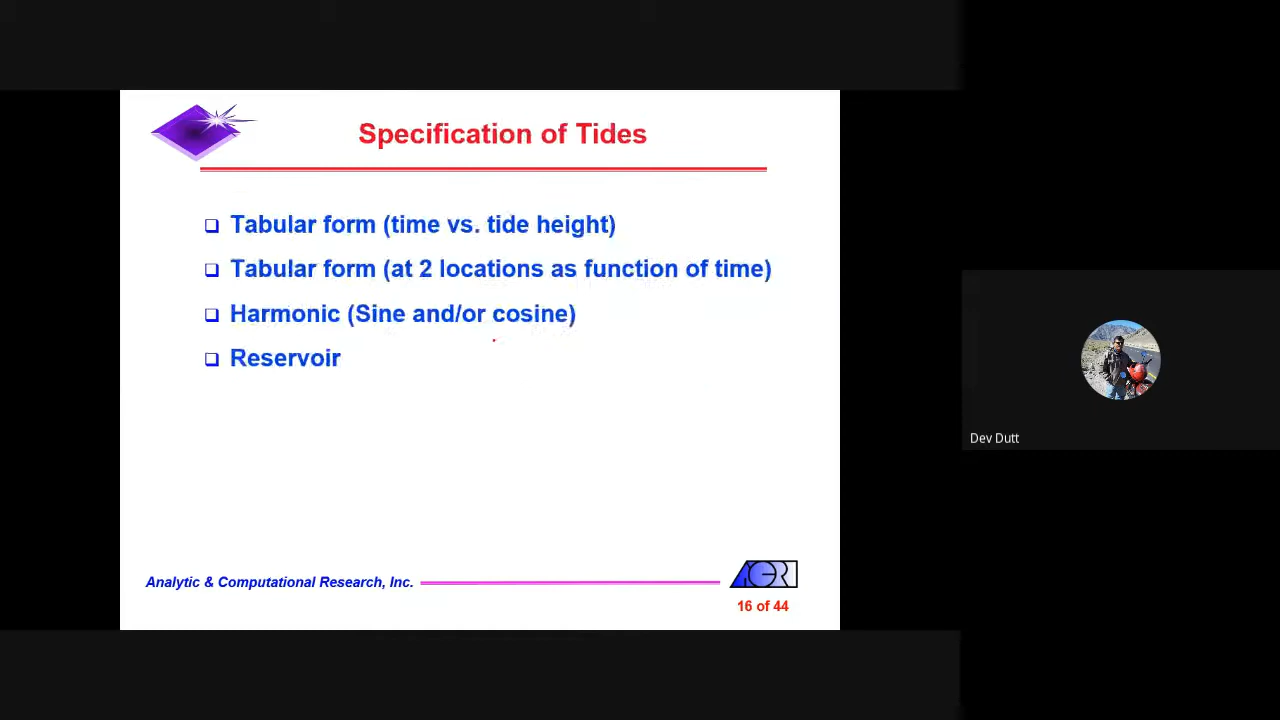 Specification of Tides
Tabular form (time vs. tide height)
Tabular form (at 2 locations as function of time)
Harmonic (Sine and/or cosine)
Reservoir
Analytic & Computational Research, Inc.
ACRI
16 of 44
Dev Dutt